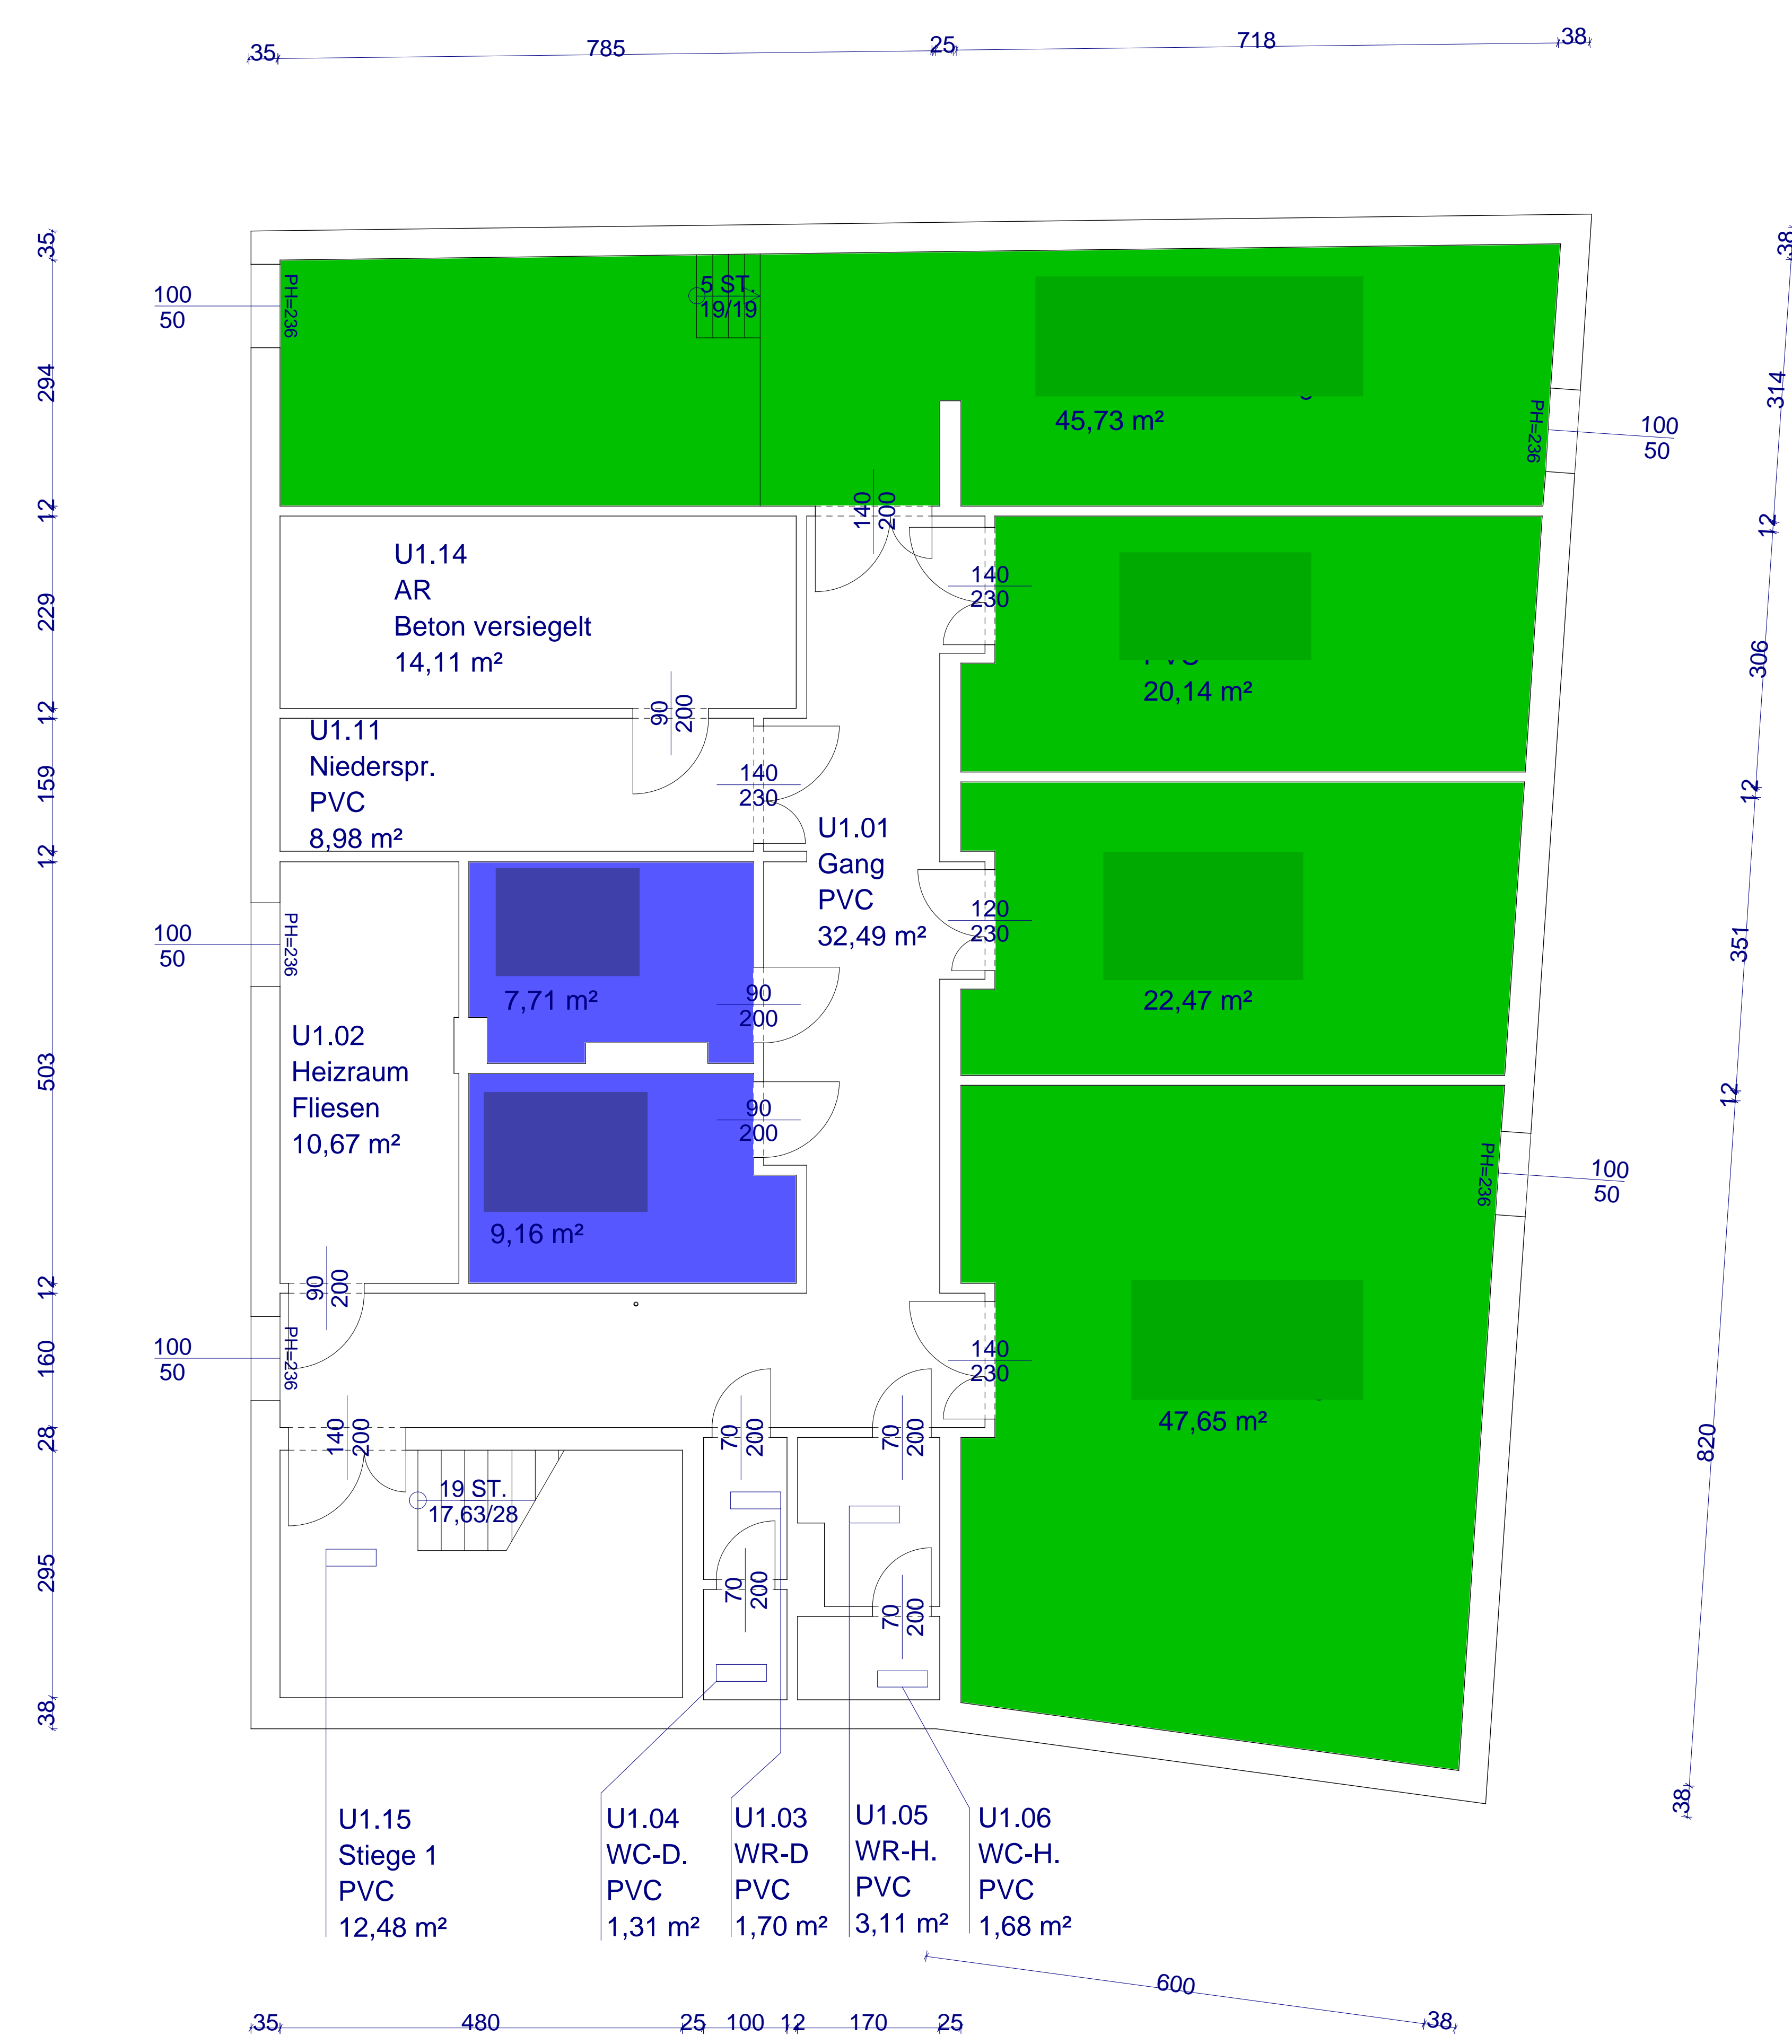 35 785 25 718 38
35
38
5 ST.
19/19
PH=236
100
50
294
314
45,73 m²
PH=236
100
50
12
140
200
12
U1.14
AR
Beton versiegelt
14,11 m²
140
230
229
306
PVC
20,14 m²
12
90
200
U1.11
Niederspr.
PVC
8,98 m²
159
140
230
12
12
U1.01
Gang
PVC
32,49 m²
120
230
100
50
PH=236
351
7,71 m²
90
200
22,47 m²
U1.02
Heizraum
Fliesen
10,67 m²
503
12
90
200
PH=236
100
50
9,16 m²
12
90
200
160
100
50
PH=236
140
230
47,65 m²
28
140
200
70
200
70
200
820
19 ST.
17,63/28
295
70
200
70
200
38
38
U1.15
Stiege 1
PVC
12,48 m²
U1.04
WC-D.
PVC
1,31 m²
U1.03
WR-D
PVC
1,70 m²
U1.05
WR-H.
PVC
3,11 m²
U1.06
WC-H.
PVC
1,68 m²
600
38
35 480 25 100 12 170 25